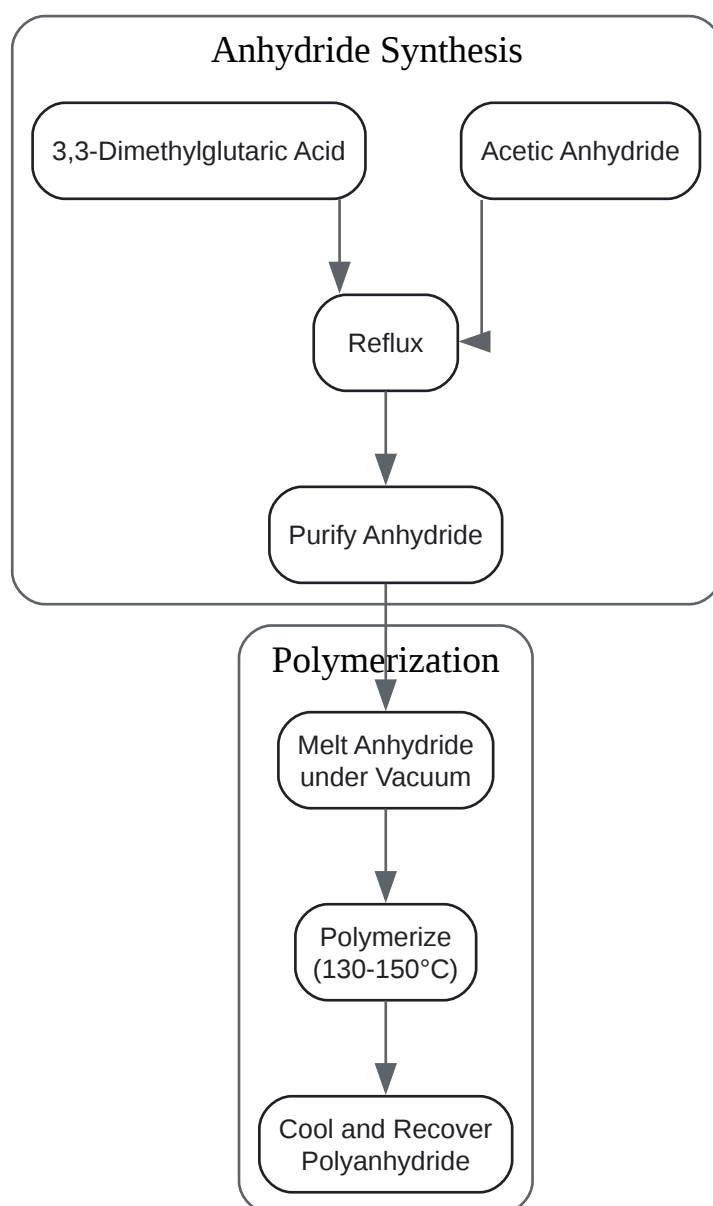 Anhydride Synthesis
3,3-Dimethylglutaric Acid
Acetic Anhydride
Reflux
Purify Anhydride
Polymerization
Melt Anhydride
under Vacuum
Polymerize
(130-150°C)
Cool and Recover
Polyanhydride